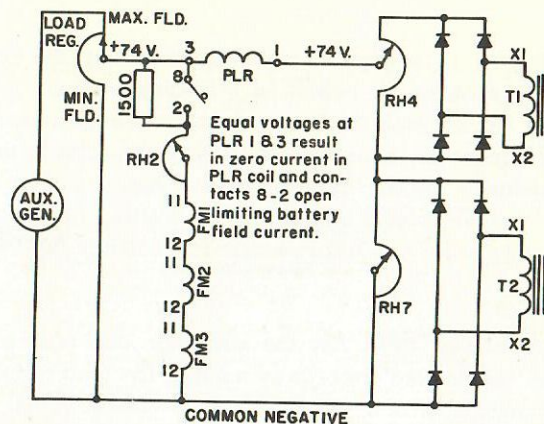 LOAD
REG.
MAX. FLD.
+74 V.
3
8
2
PLR
1
+74 V.
RH4
X1
T1
X2
MIN.
FLD.
1500
RH2
Equal voltages at
PLR 1 & 3 result
in zero current in
PLR coil and con-
tacts 8-2 open
limiting battery
field current.
AUX.
GEN.
11
FM1
12
11
FM2
12
11
FM3
12
RH7
X1
T2
X2
COMMON NEGATIVE